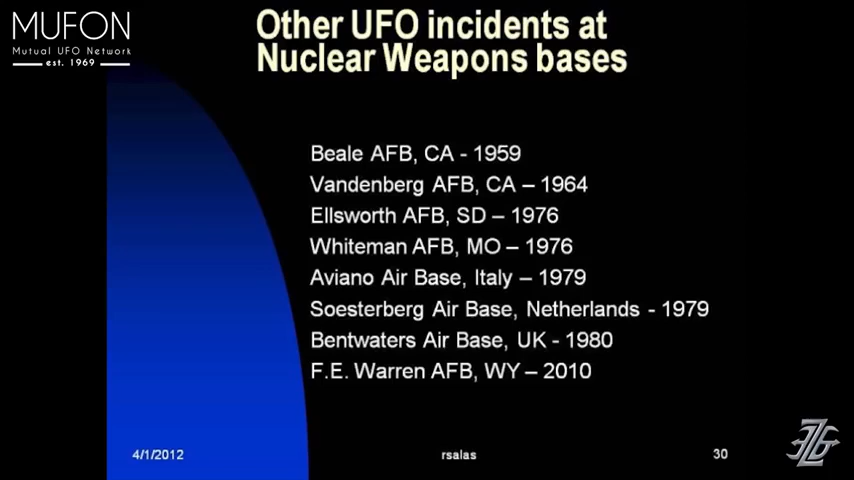 MUFON
Mutual UFO Network
est. 1969
Other UFO incidents at
Nuclear Weapons bases
Beale AFB, CA - 1959
Vandenberg AFB, CA – 1964
Ellsworth AFB, SD – 1976
Whiteman AFB, MO – 1976
Aviano Air Base, Italy – 1979
Soesterberg Air Base, Netherlands - 1979
Bentwaters Air Base, UK - 1980
F.E. Warren AFB, WY – 2010
4/1/2012
rsalas
30